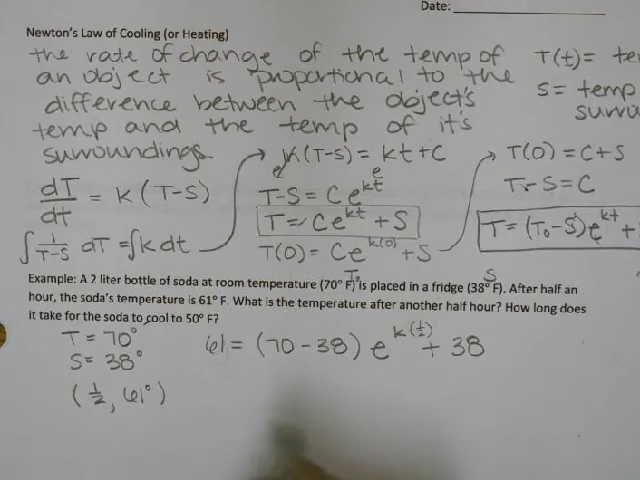 Date:
Newton's Law of Cooling (or Heating)
the rate of change of the temp of
an object is proportional to the
difference between the object's
temp and the temp of it's
surroundings
T(t) =
S = temp
dT/dt = K(T-S)
∫ 1/(T-S) dT = ∫ k dt
ln(T-S) = kt + C
e e
T-S = Ce^kt
T = Ce^kt + S
T(0) = Ce^k(0) + S
T(0) = C + S
T₀ - S = C
T = (T₀-S)e^kt +
T₀ S
Example: A 2 liter bottle of soda at room temperature (70° F) is placed in a fridge (38° F). After half an
hour, the soda's temperature is 61° F. What is the temperature after another half hour? How long does
it take for the soda to cool to 50° F?
T = 70°
S = 38°
(1/2, 61°)
61 = (70 - 38) e^k(1/2) + 38